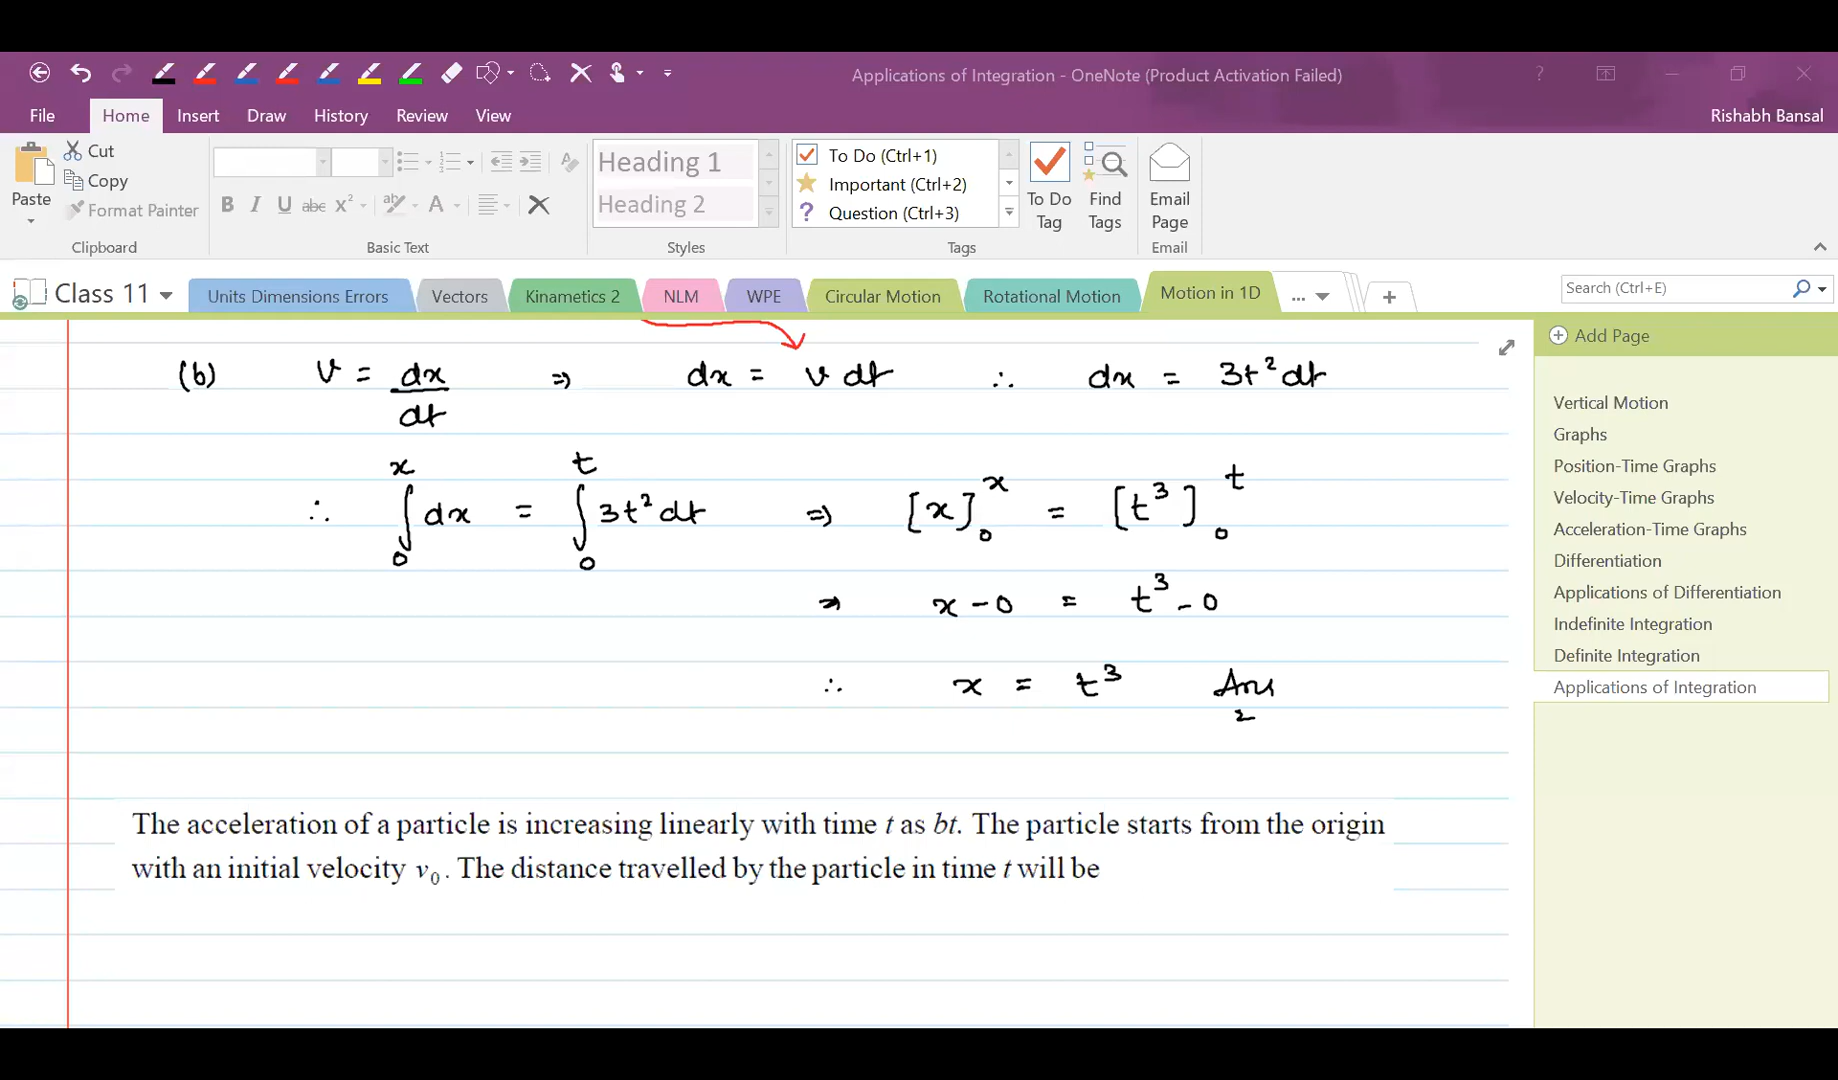 Applications of Integration - OneNote (Product Activation Failed)
?
File Home Insert Draw History Review View
Rishabh Bansal
Paste
Cut
Copy
Format Painter
Clipboard
B I U abc x² A
Basic Text
Heading 1
Heading 2
Styles
To Do (Ctrl+1)
Important (Ctrl+2)
? Question (Ctrl+3)
Tags
To Do Tag
Find Tags
Email Page
Email
Class 11
Units Dimensions Errors
Vectors
Kinametics 2
NLM
WPE
Circular Motion
Rotational Motion
Motion in 1D
...
Search (Ctrl+E)
Add Page
Vertical Motion
Graphs
Position-Time Graphs
Velocity-Time Graphs
Acceleration-Time Graphs
Differentiation
Applications of Differentiation
Indefinite Integration
Definite Integration
Applications of Integration
(b) v = dx/dt ⇒ dx = v dt ∴ dx = 3t² dt
∴ ∫₀ˣ dx = ∫₀ᵗ 3t² dt ⇒ [x]₀ˣ = [t³]₀ᵗ
⇒ x - 0 = t³ - 0
∴ x = t³ Ans
The acceleration of a particle is increasing linearly with time t as bt. The particle starts from the origin
with an initial velocity v₀. The distance travelled by the particle in time t will be